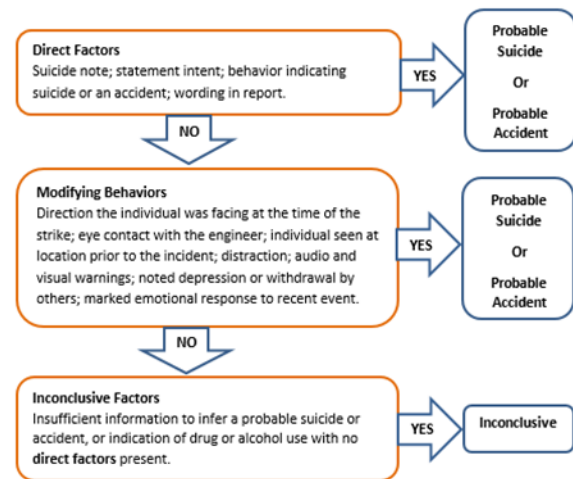 Direct Factors
Suicide note; statement intent; behavior indicating
suicide or an accident; wording in report.
YES
Probable
Suicide
Or
Probable
Accident
NO
Modifying Behaviors
Direction the individual was facing at the time of the
strike; eye contact with the engineer; individual seen at
location prior to the incident; distraction; audio and
visual warnings; noted depression or withdrawal by
others; marked emotional response to recent event.
YES
Probable
Suicide
Or
Probable
Accident
NO
Inconclusive Factors
Insufficient information to infer a probable suicide or
accident, or indication of drug or alcohol use with no
direct factors present.
YES
Inconclusive